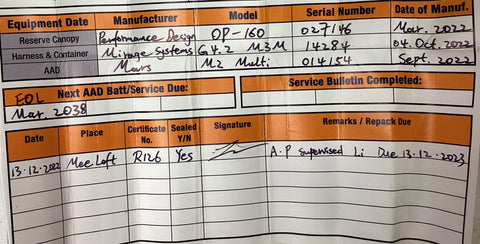 Equipment Date Manufacturer Model Serial Number Date of Manuf.
Reserve Canopy Performance Design OP-160 027146 Mar. 2022
Harness & Container Mirage Systems G4.2 M3M 14284 04. Oct. 2022
AAD Mars M2 Multi 014154 Sept. 2022
Next AAD Batt/Service Due: Service Bulletin Completed:
EOL
Mar. 2038
Date Place Certificate No. Sealed Y/N Signature Remarks / Repack Due
13.12.2022 Mee Loft R126 Yes A.P Supervised Li Due 13.12.2023